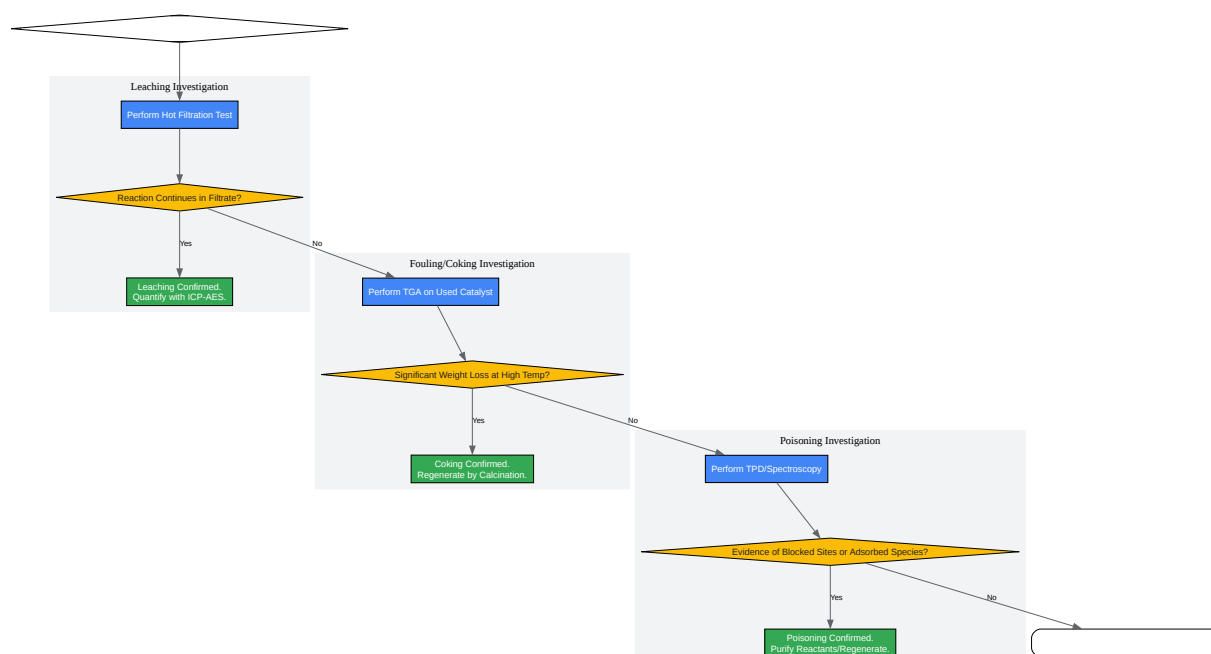 Leaching Investigation
Perform Hot Filtration Test
Reaction Continues in Filtrate?
Yes
No
Leaching Confirmed.
Quantify with ICP-AES.
Fouling/Coking Investigation
Perform TGA on Used Catalyst
Significant Weight Loss at High Temp?
Yes
No
Coking Confirmed.
Regenerate by Calcination.
Poisoning Investigation
Perform TPD/Spectroscopy
Evidence of Blocked Sites or Adsorbed Species?
Yes
No
Poisoning Confirmed.
Purify Reactants/Regenerate.